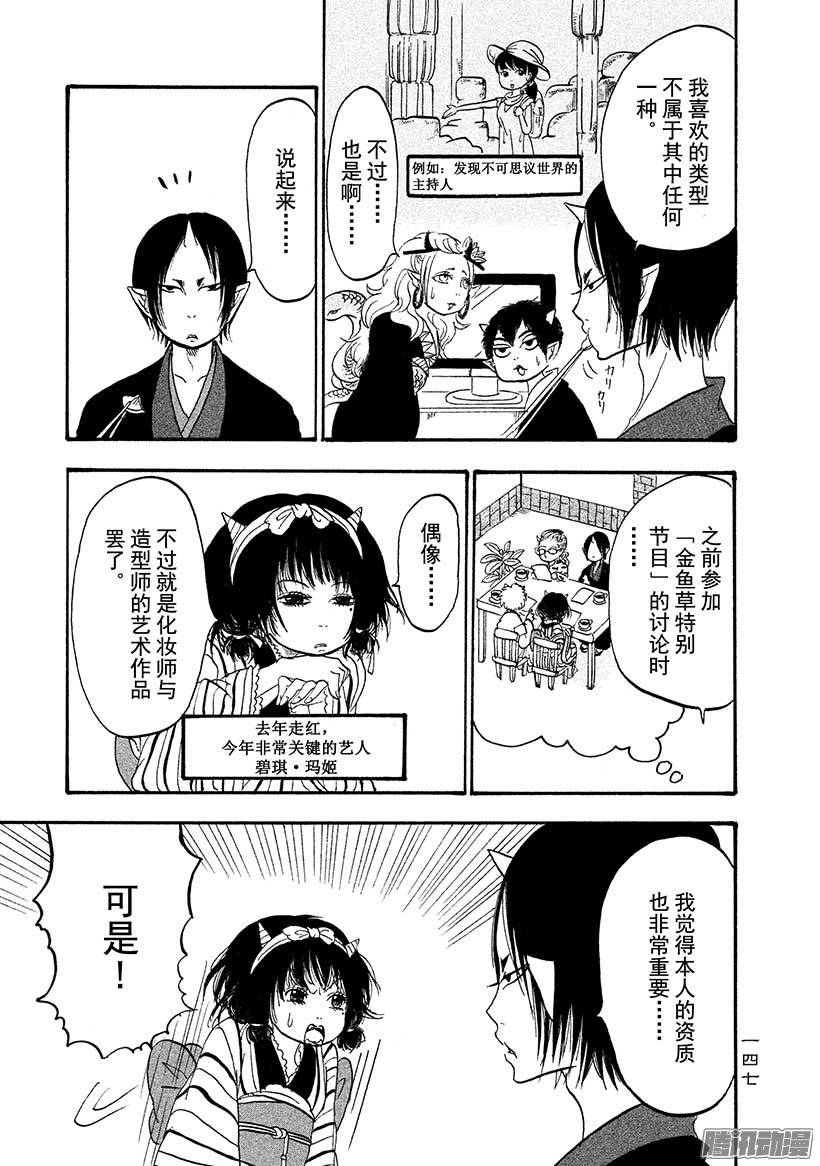 我喜欢的类型
不属于其中任何
一种。
例如：发现不可思议世界的
主持人
不过……
也是啊……
カリ
カリ
说起来……
之前参加
「金鱼草特别
节目」的讨论时
……
偶像……
不过就是化妆师与
造型师的艺术作品
罢了。
去年走红，
今年非常关键的艺人
碧琪·玛姬
我觉得本人的资质
也非常重要……
可是！
一四七
腾讯动漫